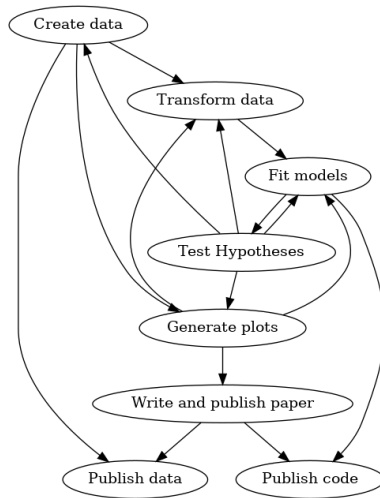 Create data
Transform data
Fit models
Test Hypotheses
Generate plots
Write and publish paper
Publish data
Publish code